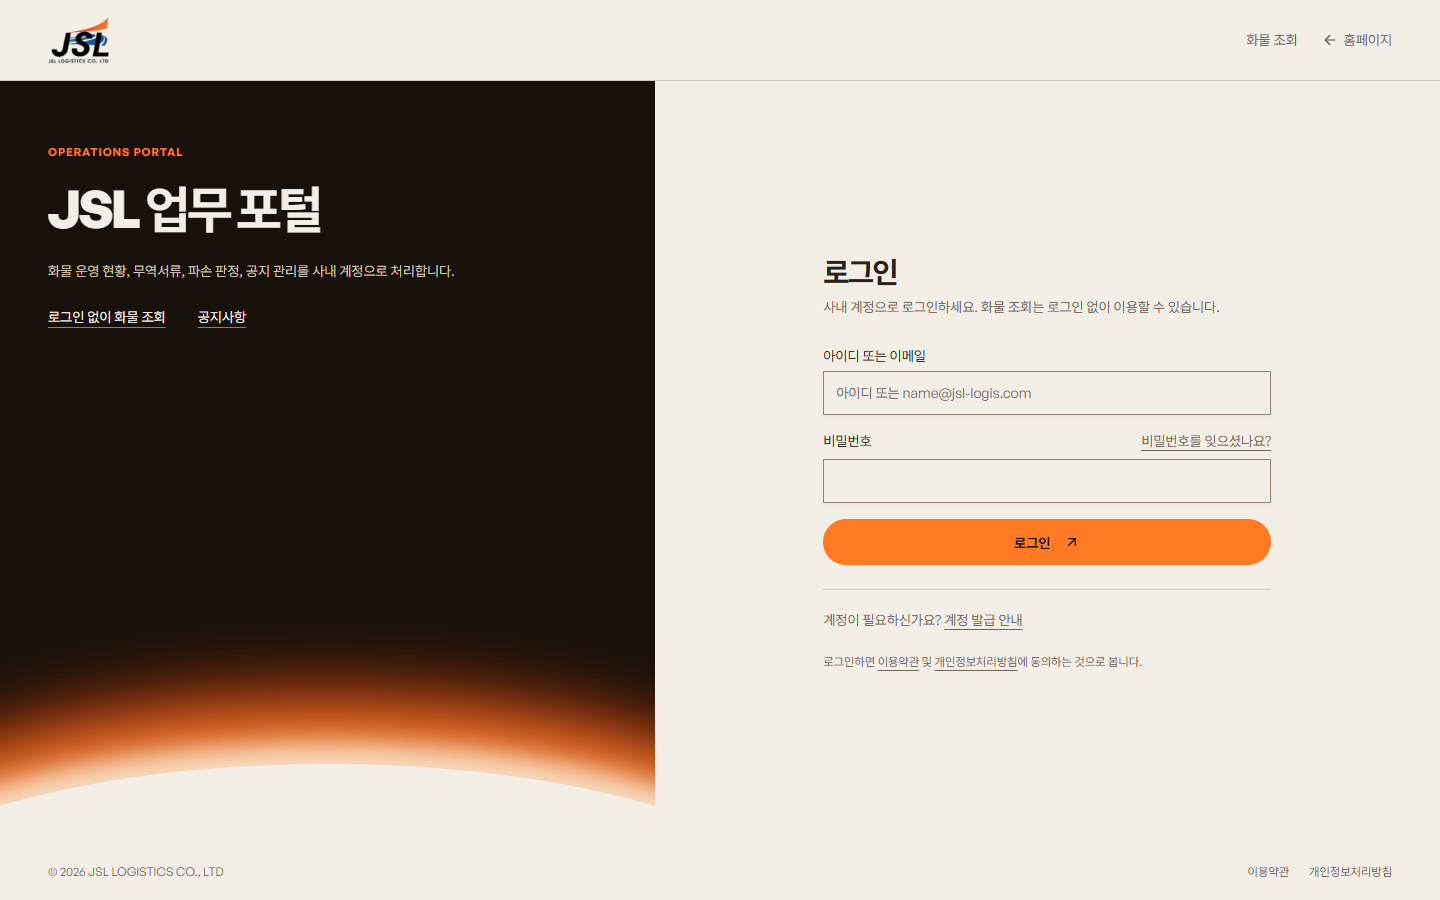 JSL
JSL LOGISTICS CO. LTD
화물 조회
홈페이지
OPERATIONS PORTAL
JSL 업무 포털
화물 운영 현황, 무역서류, 파손 판정, 공지 관리를 사내 계정으로 처리합니다.
로그인 없이 화물 조회 공지사항
로그인
사내 계정으로 로그인하세요. 화물 조회는 로그인 없이 이용할 수 있습니다.
아이디 또는 이메일
아이디 또는 name@jsl-logis.com
비밀번호 비밀번호를 잊으셨나요?
로그인
계정이 필요하신가요? 계정 발급 안내
로그인하면 이용약관 및 개인정보처리방침에 동의하는 것으로 봅니다.
© 2026 JSL LOGISTICS CO., LTD
이용약관 개인정보처리방침